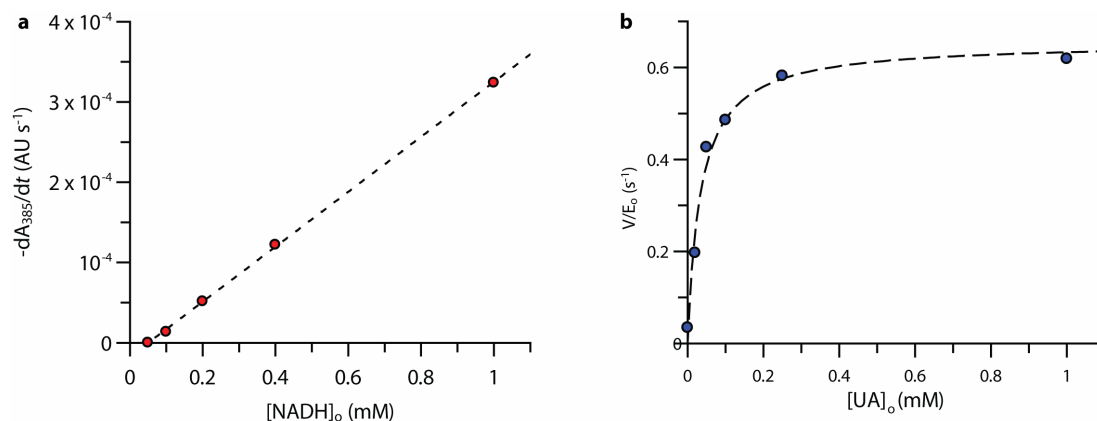 a
-dA₃₈₅/dt (AU s⁻¹)
4 x 10⁻⁴
3 x 10⁻⁴
2 x 10⁻⁴
10⁻⁴
0
0 0.2 0.4 0.6 0.8 1
[NADH]ₒ (mM)
b
V/Eₒ (s⁻¹)
0.6
0.4
0.2
0
0 0.2 0.4 0.6 0.8 1
[UA]ₒ (mM)